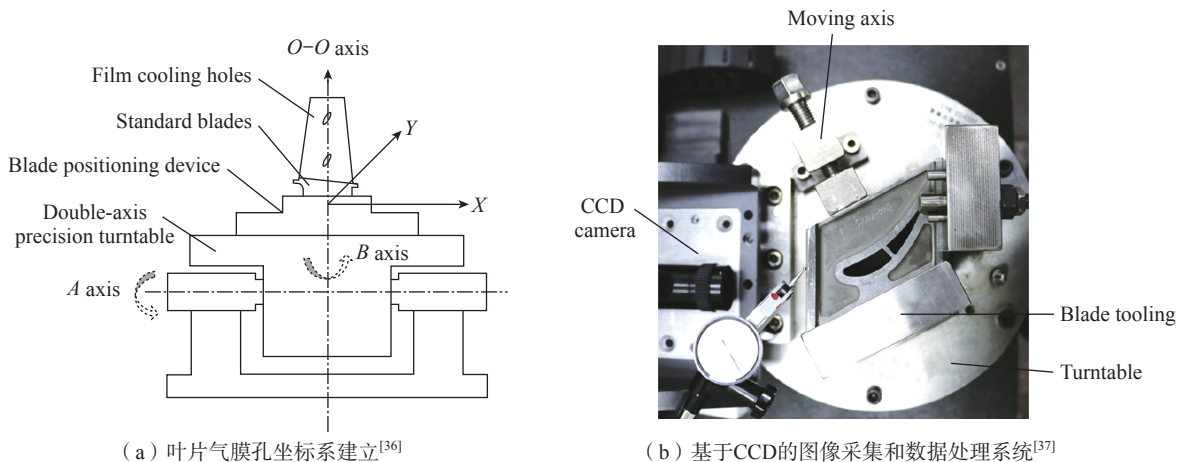 O-O axis
Film cooling holes
Standard blades
Y
Blade positioning device
X
Double-axis
precision turntable
B axis
A axis
（a）叶片气膜孔坐标系建立[36]
Moving axis
CCD
camera
Blade tooling
Turntable
（b）基于CCD的图像采集和数据处理系统[37]